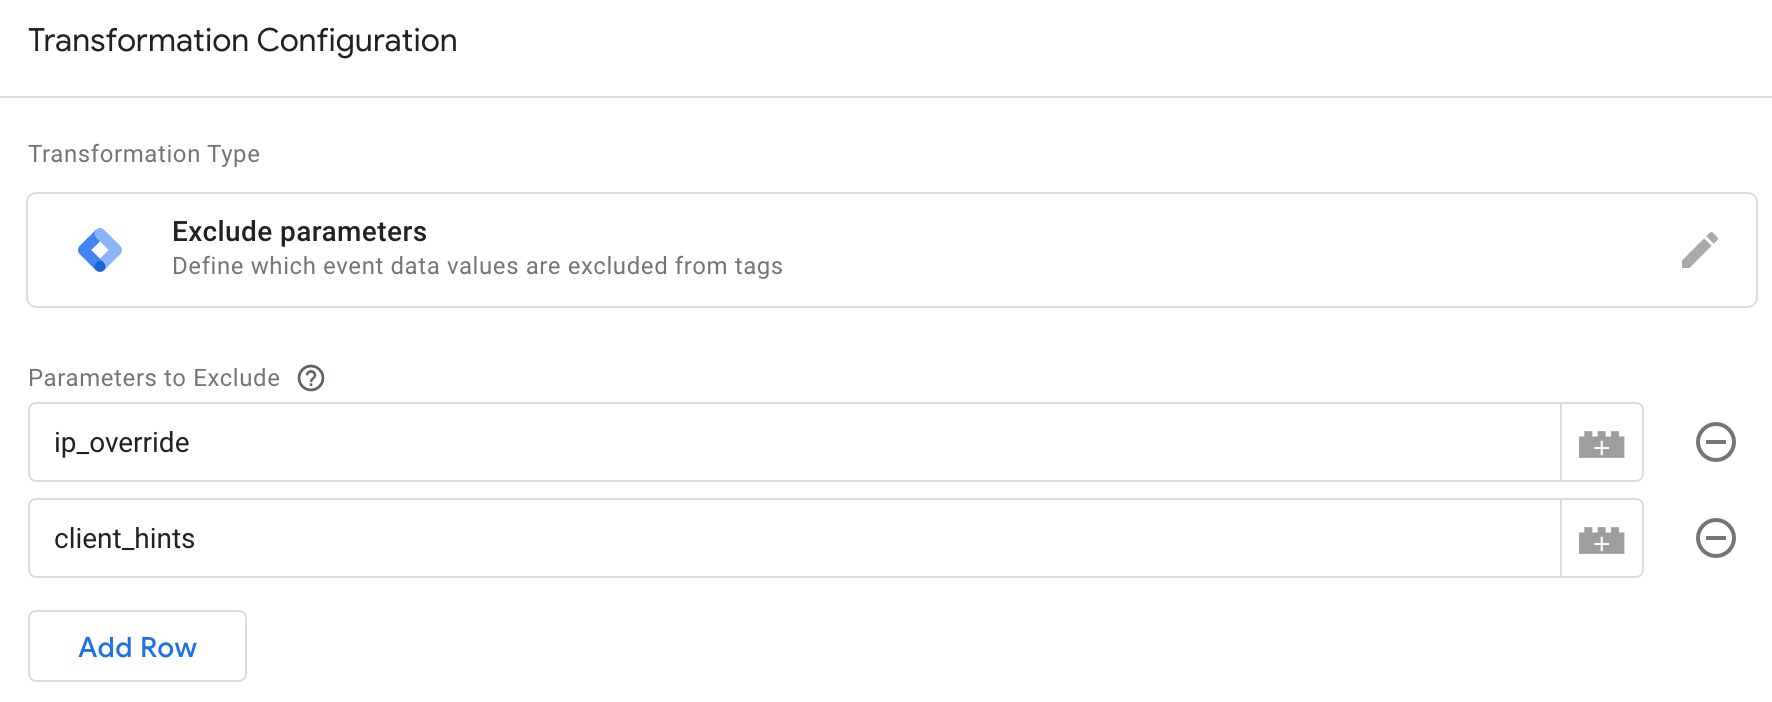 Transformation Configuration
Transformation Type
Exclude parameters
Define which event data values are excluded from tags
Parameters to Exclude
ip_override
client_hints
Add Row